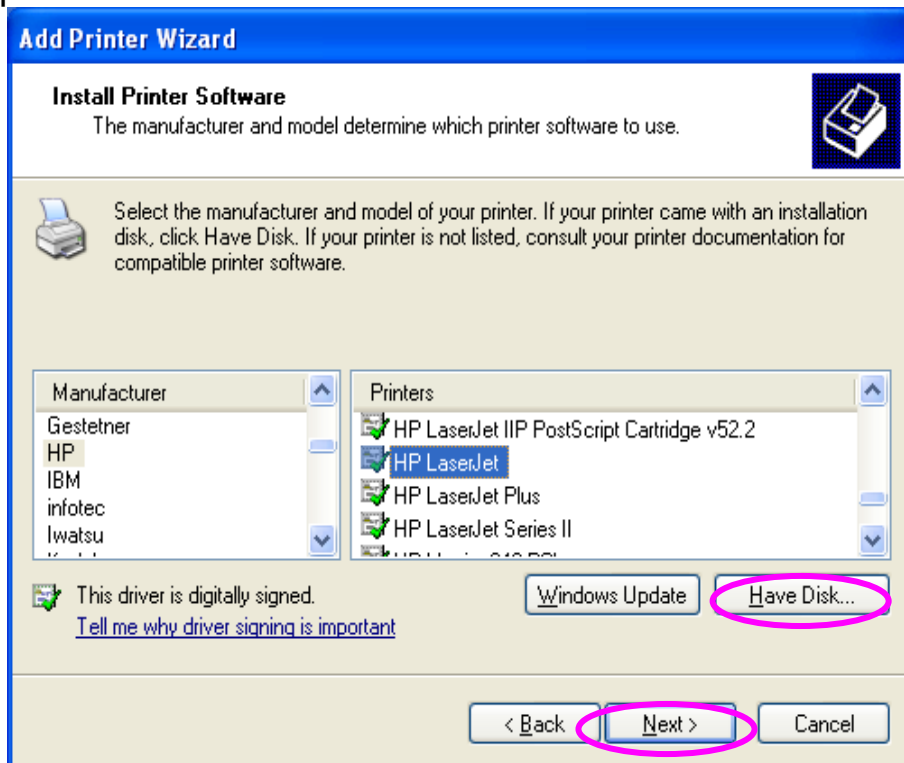 Add Printer Wizard
Install Printer Software
The manufacturer and model determine which printer software to use.
Select the manufacturer and model of your printer. If your printer came with an installation
disk, click Have Disk. If your printer is not listed, consult your printer documentation for
compatible printer software.
Manufacturer
Gestetner
HP
IBM
infotec
Iwatsu
Printers
HP LaserJet IIP PostScript Cartridge v52.2
HP LaserJet
HP LaserJet Plus
HP LaserJet Series II
This driver is digitally signed.
Tell me why driver signing is important
Windows Update
Have Disk...
< Back
Next >
Cancel